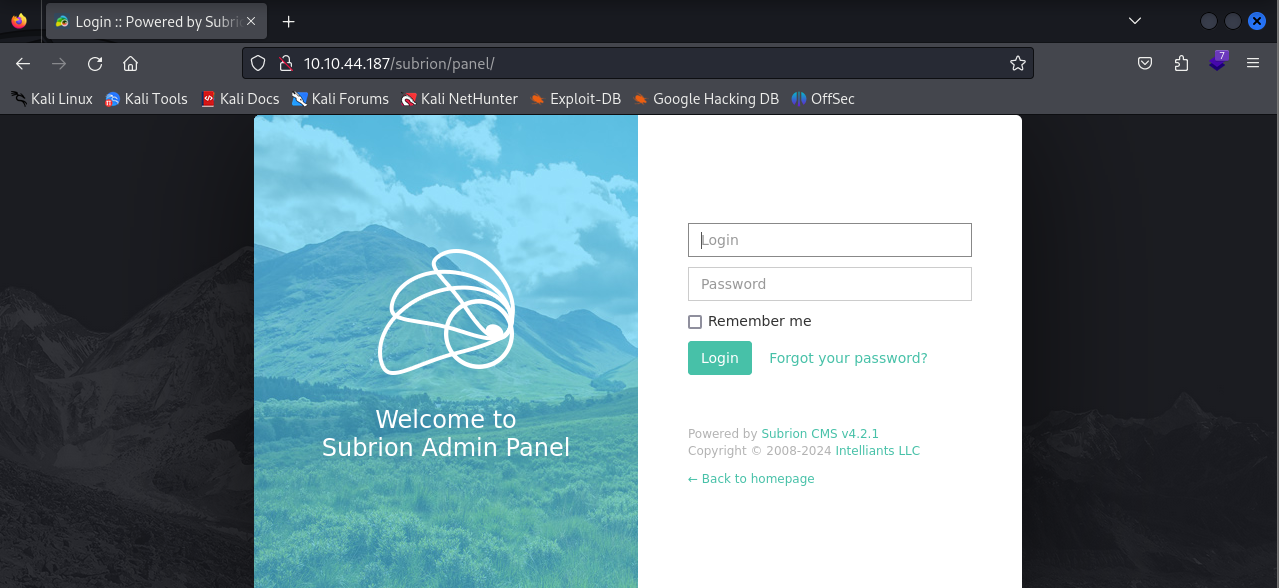 Login :: Powered by Subri
10.10.44.187/subrion/panel/
7
Kali Linux Kali Tools Kali Docs Kali Forums Kali NetHunter Exploit-DB Google Hacking DB OffSec
Welcome to
Subrion Admin Panel
Login
Password
Remember me
Login Forgot your password?
Powered by Subrion CMS v4.2.1
Copyright © 2008-2024 Intelliants LLC
← Back to homepage